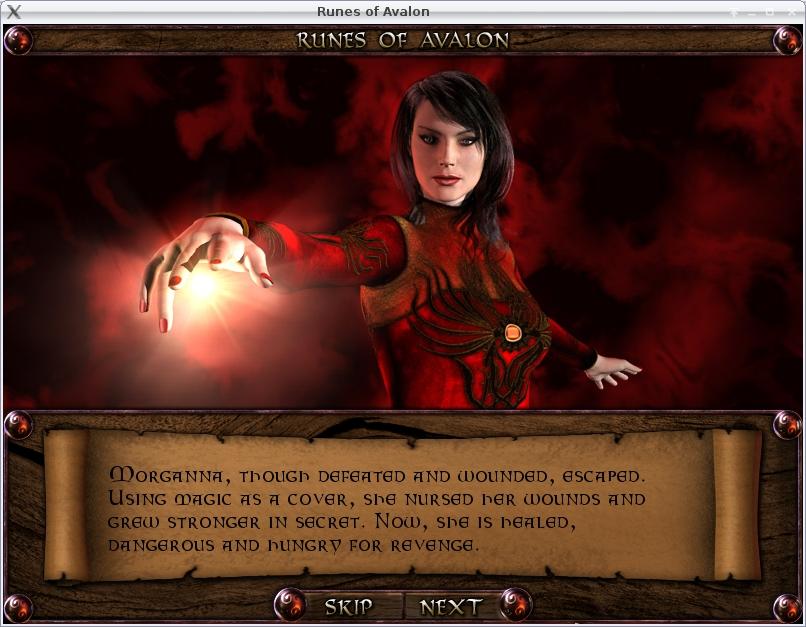 Runes of Avalon
RUNES OF AVALON
Morganna, though defeated and wounded, escaped.
Using magic as a cover, she nursed her wounds and
grew stronger in secret. Now, she is healed,
dangerous and hungry for revenge.
SKIP
NEXT